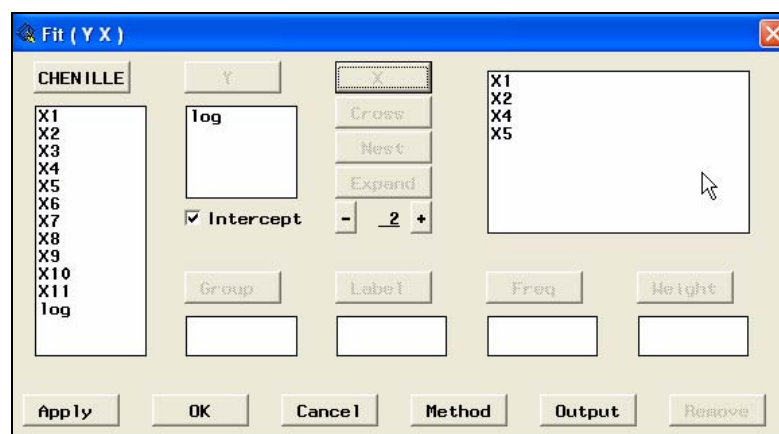 Fit ( Y X )
CHENILLE
X1
X2
X3
X4
X5
X6
X7
X8
X9
X10
X11
log
Y
log
Intercept
X
Cross
Nest
Expand
- 2 +
X1
X2
X4
X5
Group
Label
Freq
Weight
Apply
OK
Cancel
Method
Output
Remove